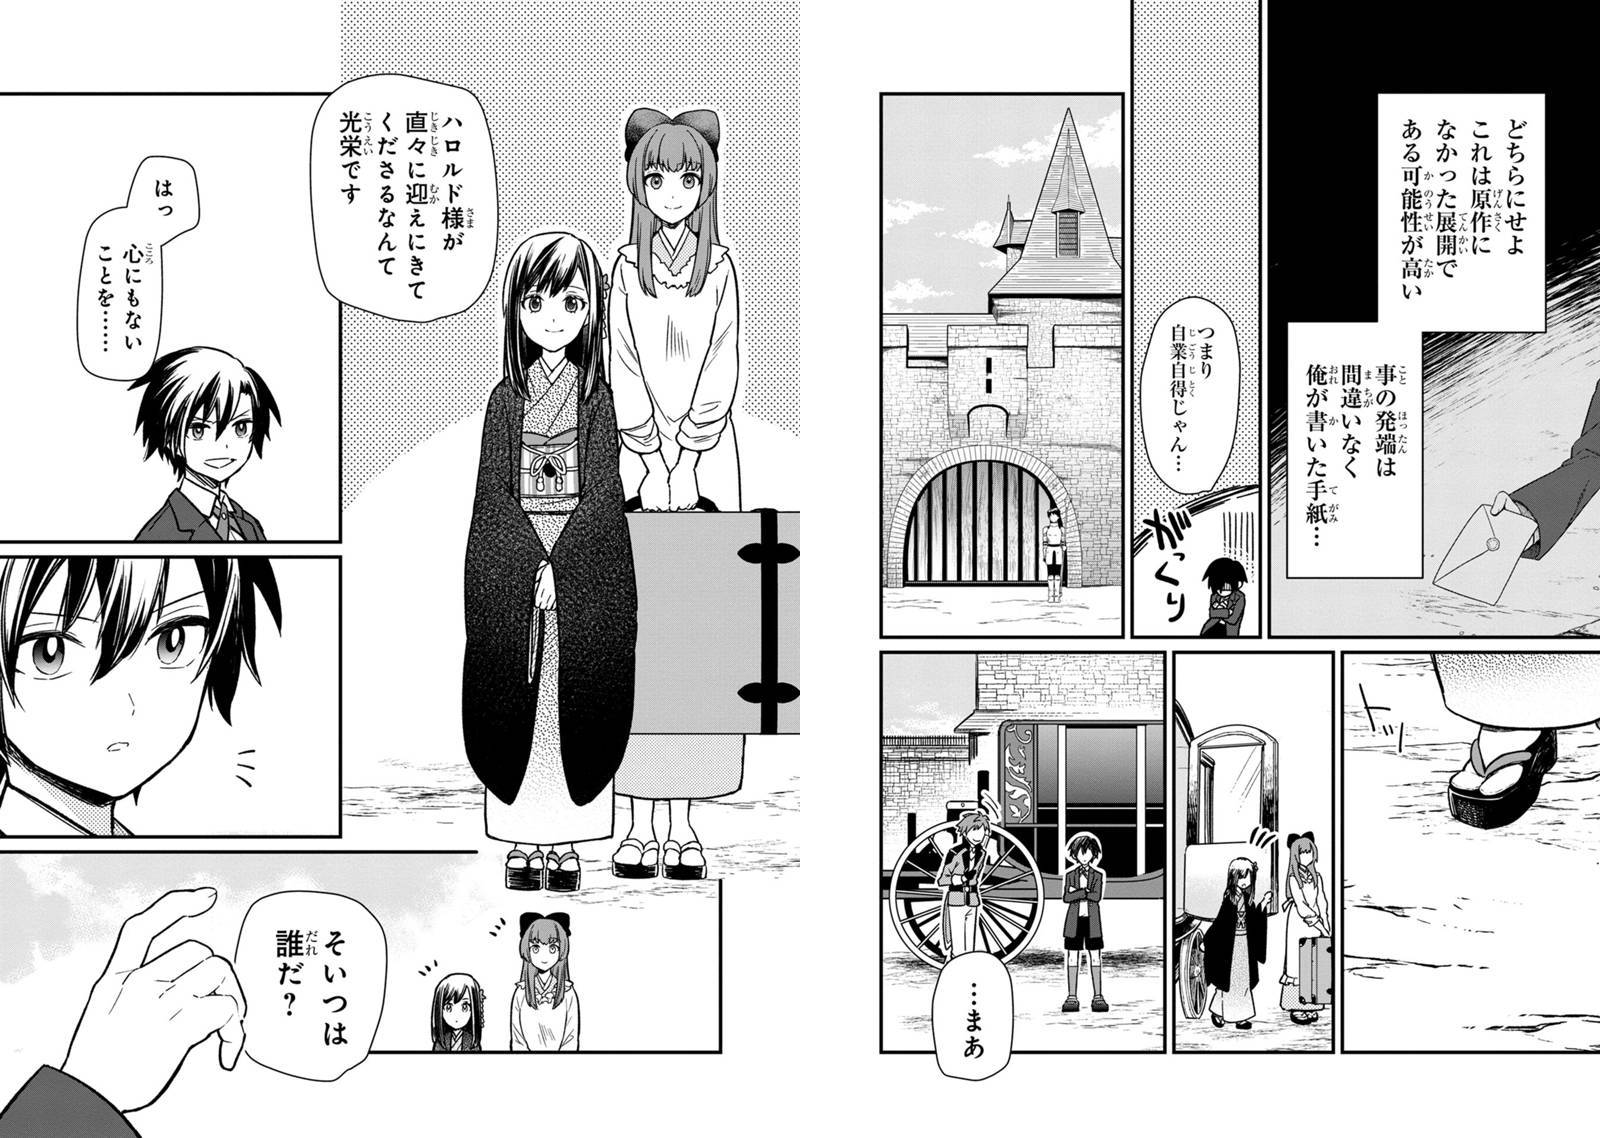 どちらにせよ
これは原作に
なかった展開で
ある可能性が高い
事の発端は
間違いなく
俺が書いた手紙…
つまり
自業自得じゃん…
がっくり
トッ
…まあ
ハロルド様が
直々に迎えにきて
くださるなんて
光栄です
はっ
心にもない
ことを……
そいつは
誰だ?